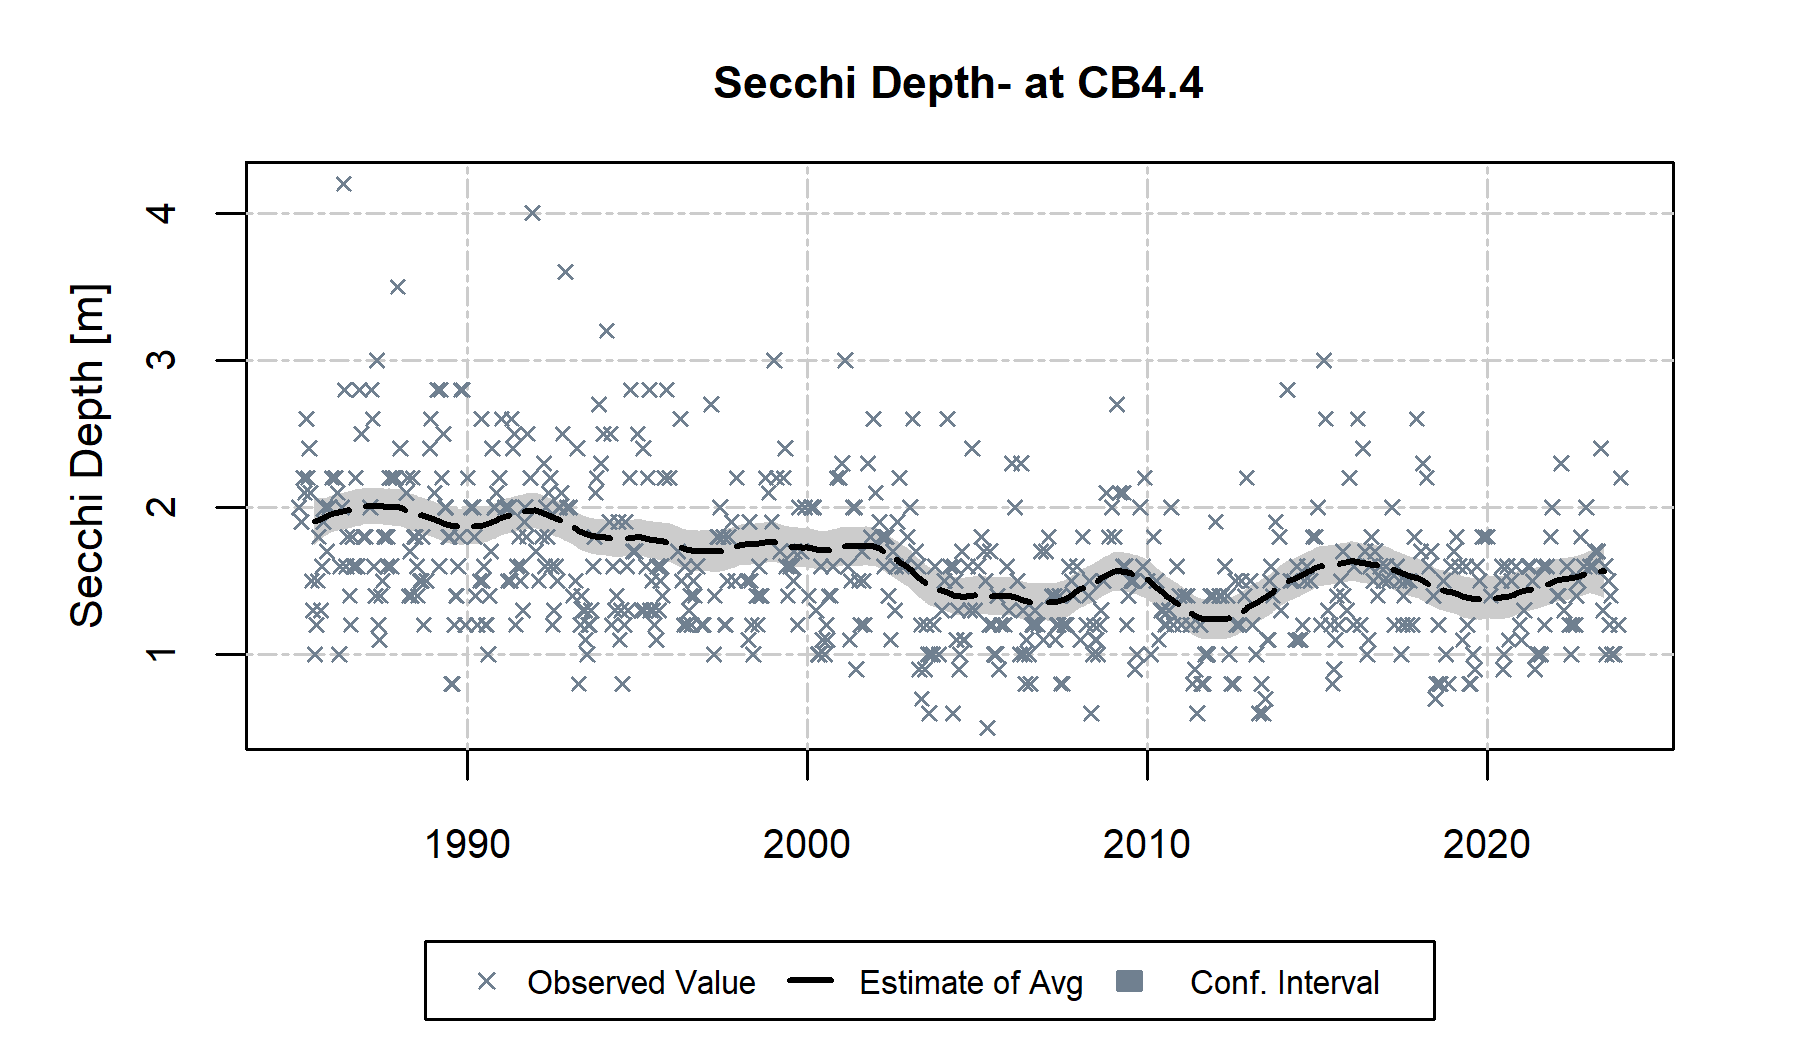 Secchi Depth- at CB4.4
Secchi Depth [m]
4
3
2
1
1990 2000 2010 2020
Observed Value Estimate of Avg Conf. Interval